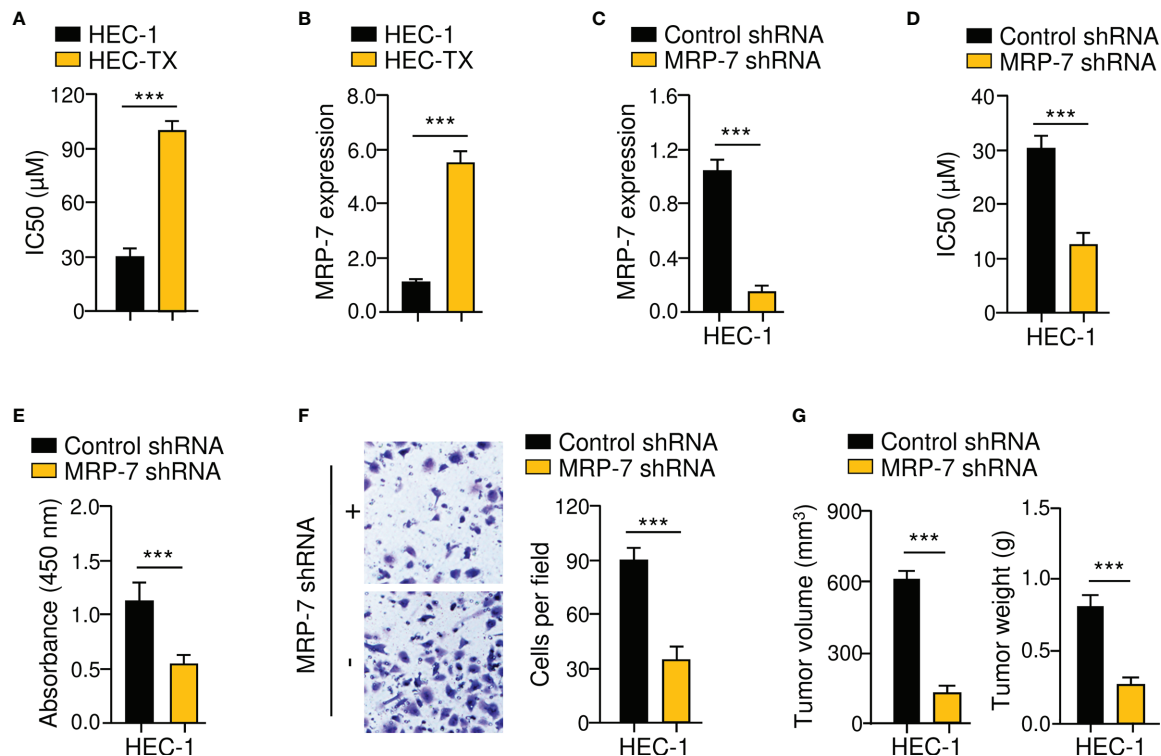 A
HEC-1
HEC-TX
IC50 (µM)
120
90
60
30
0
***
B
HEC-1
HEC-TX
MRP-7 expression
8.0
6.0
4.0
2.0
0.0
***
C
Control shRNA
MRP-7 shRNA
MRP-7 expression
1.6
1.2
0.8
0.4
0.0
***
HEC-1
D
Control shRNA
MRP-7 shRNA
IC50 (µM)
40
30
20
10
0
***
HEC-1
E
Control shRNA
MRP-7 shRNA
Absorbance (450 nm)
2.0
1.5
1.0
0.5
0.0
***
HEC-1
F
MRP-7 shRNA
+
-
Control shRNA
MRP-7 shRNA
Cells per field
120
90
60
30
0
***
HEC-1
G
Control shRNA
MRP-7 shRNA
Tumor volume (mm³)
900
600
300
0
***
HEC-1
Tumor weight (g)
1.5
1.0
0.5
0.0
***
HEC-1